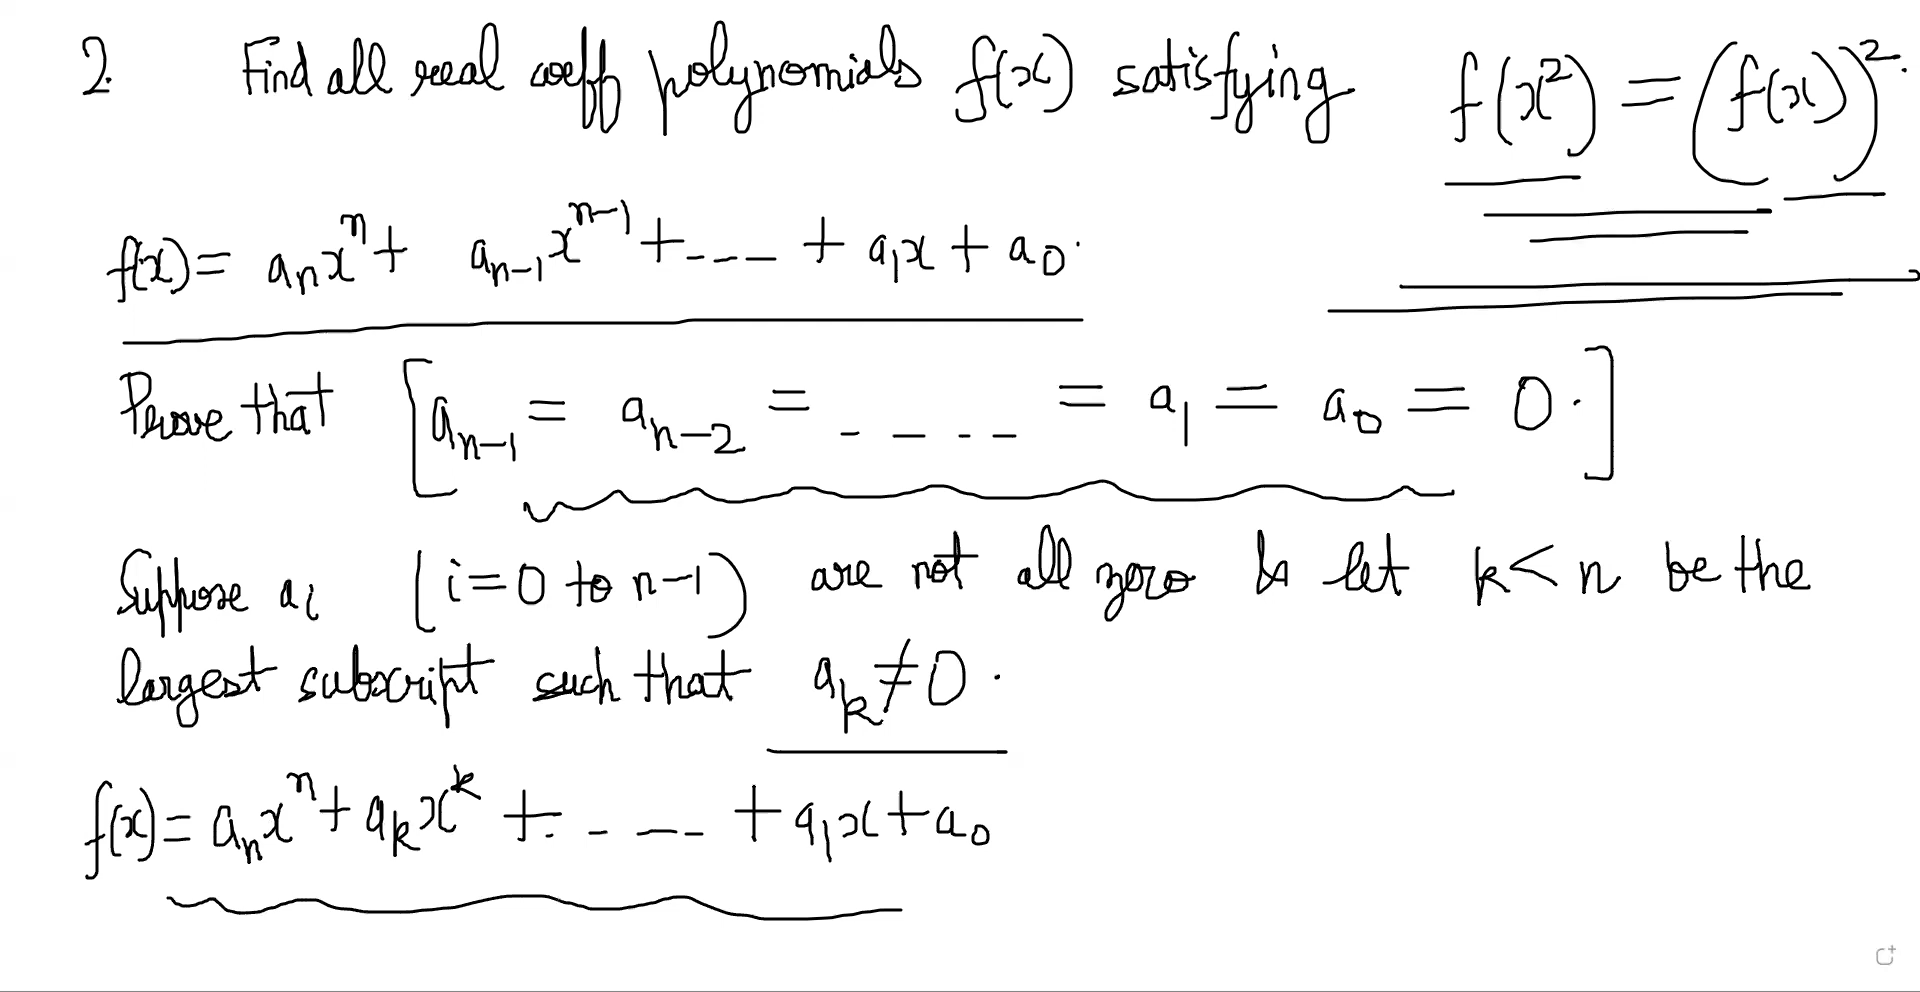 2. Find all real coeff polynomials f(x) satisfying f(x²) = (f(x))².
f(x) = aₙxⁿ + aₙ₋₁xⁿ⁻¹ + ---- + a₁x + a₀.
Prove that [aₙ₋₁ = aₙ₋₂ = ---- = a₁ = a₀ = 0.]
Suppose aᵢ (i=0 to n-1) are not all zero & let k < n be the
largest subscript such that aₖ ≠ 0.
f(x) = aₙxⁿ + aₖxᵏ + ---- + a₁x + a₀